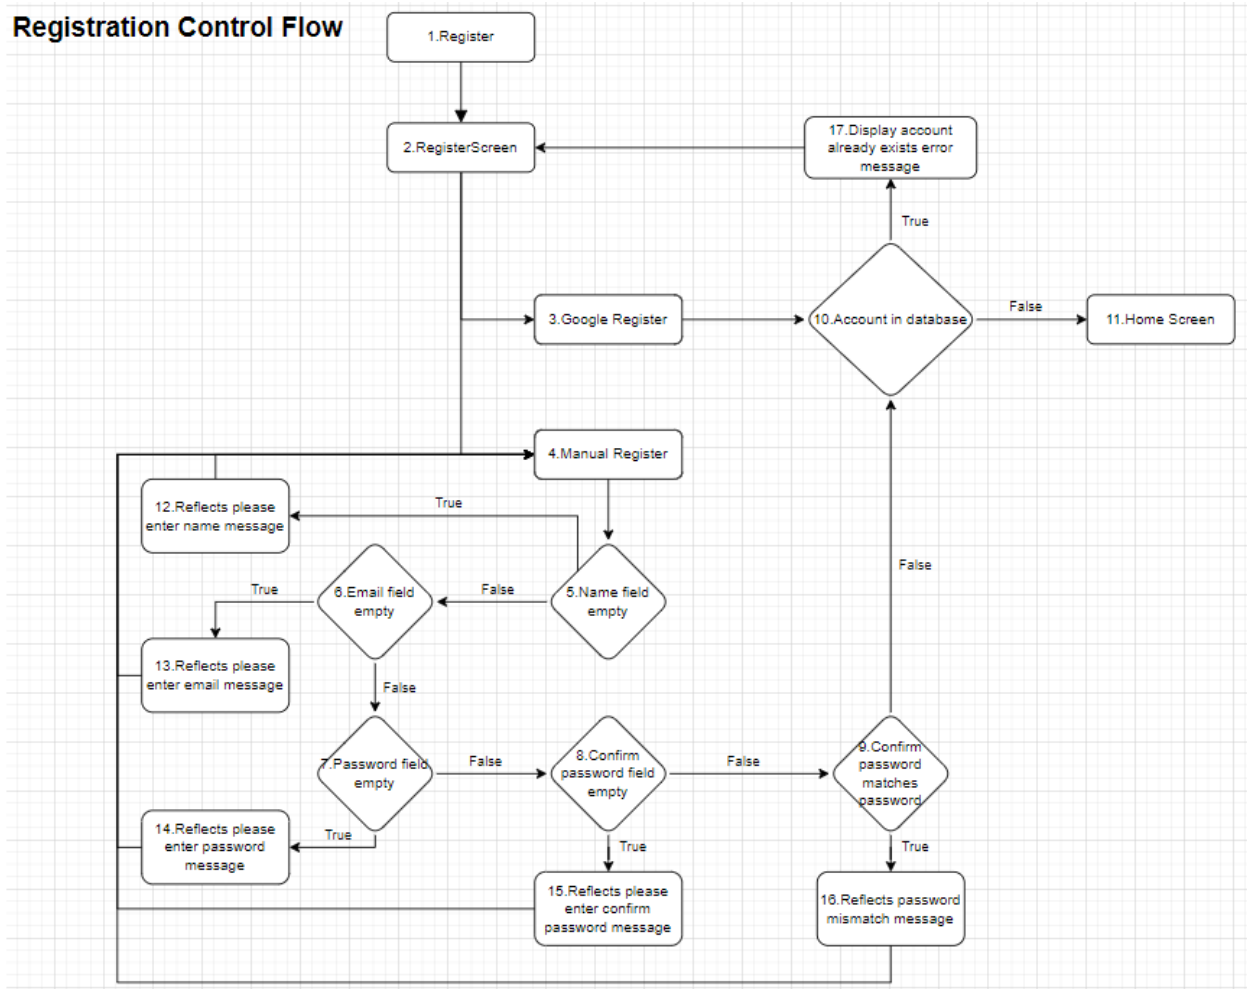 Registration Control Flow
1.Register
2.RegisterScreen
17.Display account
already exists error
message
True
3.Google Register
10.Account in database
False
11.Home Screen
4.Manual Register
12.Reflects please
enter name message
True
False
6.Email field
empty
True
False
5.Name field
empty
13.Reflects please
enter email message
False
7.Password field
empty
False
8.Confirm
password field
empty
False
9.Confirm
password
matches
password
14.Reflects please
enter password
message
True
True
True
15.Reflects please
enter confirm
password message
16.Reflects password
mismatch message